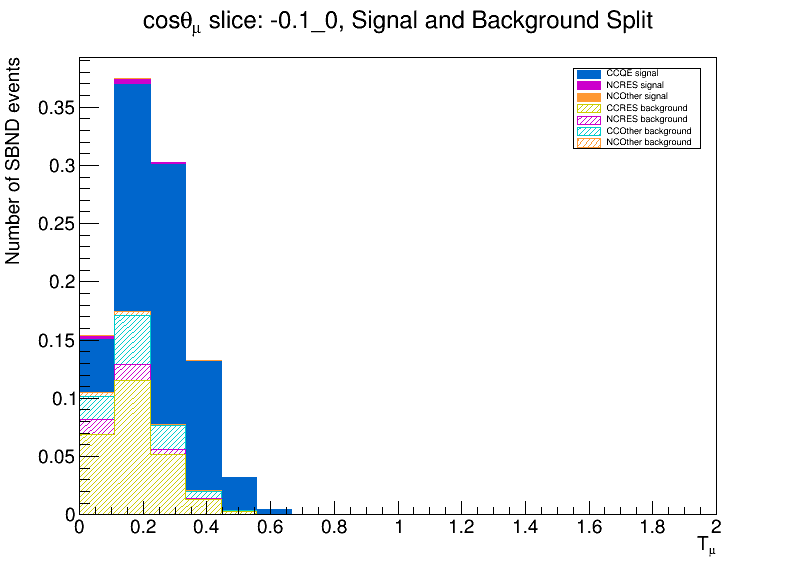 cosθμ slice: -0.1_0, Signal and Background Split
Number of SBND events
CCQE signal
NCRES signal
NCOther signal
CCRES background
NCRES background
CCOther background
NCOther background
0.35
0.3
0.25
0.2
0.15
0.1
0.05
0
0 0.2 0.4 0.6 0.8 1 1.2 1.4 1.6 1.8 2
Tμ